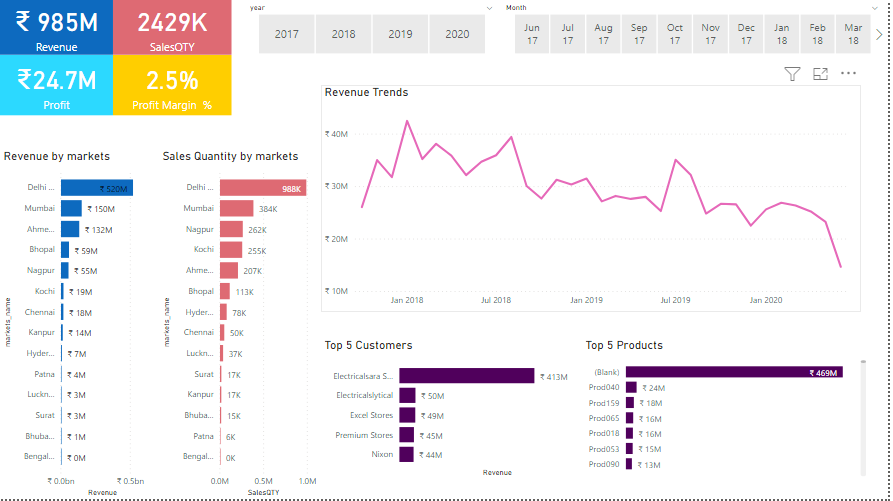 ₹ 985M
Revenue
2429K
SalesQTY
₹24.7M
Profit
2.5%
Profit Margin %
year
2017
2018
2019
2020
Month
Jun 17
Jul 17
Aug 17
Sep 17
Oct 17
Nov 17
Dec 17
Jan 18
Feb 18
Mar 18
Revenue by markets
markets_name
Delhi ... ₹ 520M
Mumbai ₹ 150M
Ahme... ₹ 132M
Bhopal ₹ 59M
Nagpur ₹ 55M
Kochi ₹ 19M
Chennai ₹ 18M
Kanpur ₹ 14M
Hyder... ₹ 7M
Patna ₹ 4M
Luckn... ₹ 3M
Surat ₹ 3M
Bhuba... ₹ 1M
Bengal... ₹ 0M
₹ 0.0bn ₹ 0.5bn
Revenue
Sales Quantity by markets
markets_name
Delhi ... 988K
Mumbai 384K
Nagpur 262K
Kochi 255K
Ahme... 207K
Bhopal 113K
Hyder... 78K
Chennai 50K
Luckn... 37K
Surat 17K
Kanpur 17K
Bhuba... 15K
Patna 6K
Bengal... 0K
0.0M 0.5M 1.0M
SalesQTY
Revenue Trends
₹ 40M
₹ 30M
₹ 20M
₹ 10M
Jan 2018 Jul 2018 Jan 2019 Jul 2019 Jan 2020
Top 5 Customers
Electricalsara S... ₹ 413M
Electricalslytical ₹ 50M
Excel Stores ₹ 49M
Premium Stores ₹ 45M
Nixon ₹ 44M
Revenue
Top 5 Products
(Blank) ₹ 469M
Prod040 ₹ 24M
Prod159 ₹ 18M
Prod065 ₹ 16M
Prod018 ₹ 16M
Prod053 ₹ 15M
Prod090 ₹ 13M